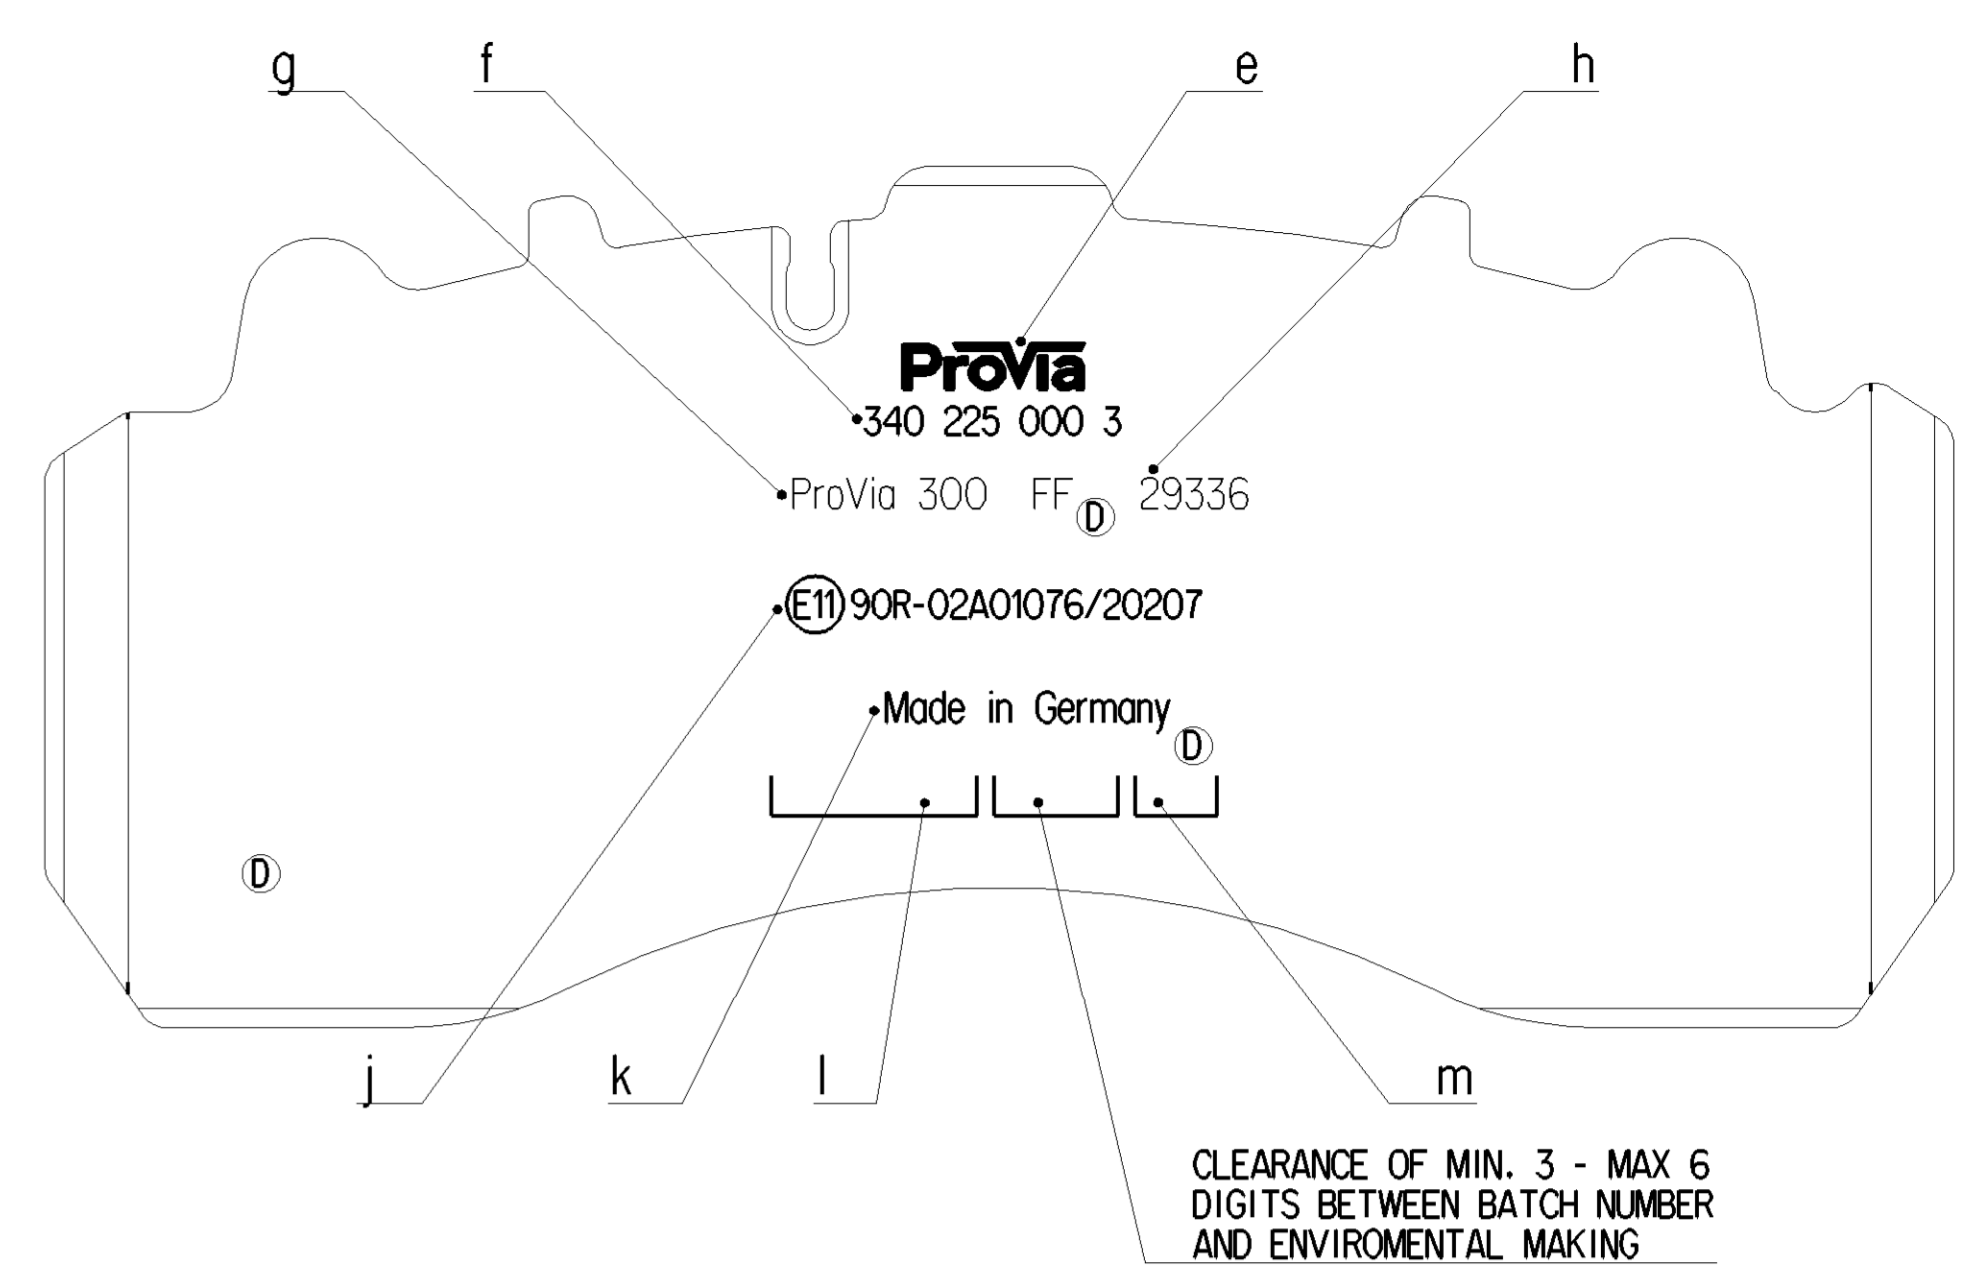 g f e h
ProVia
340 225 000 3
ProVia 300 FF D 29336
E11 90R-02A01076/20207
Made in Germany
D
D
j k l m
CLEARANCE OF MIN. 3 - MAX 6
DIGITS BETWEEN BATCH NUMBER
AND ENVIROMENTAL MAKING